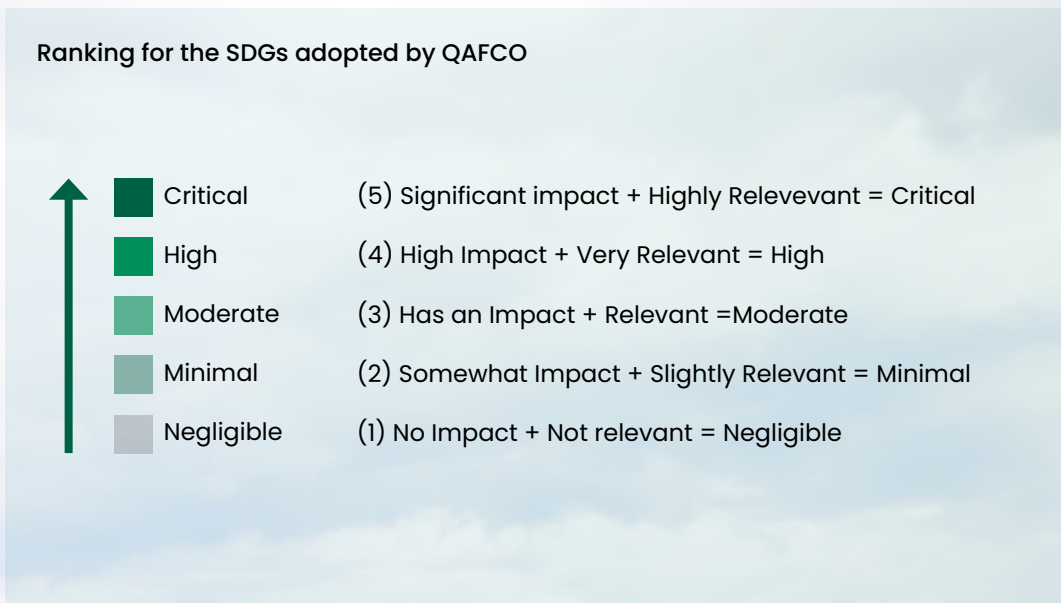 Ranking for the SDGs adopted by QAFCO
Critical (5) Significant impact + Highly Relevevant = Critical
High (4) High Impact + Very Relevant = High
Moderate (3) Has an Impact + Relevant =Moderate
Minimal (2) Somewhat Impact + Slightly Relevant = Minimal
Negligible (1) No Impact + Not relevant = Negligible